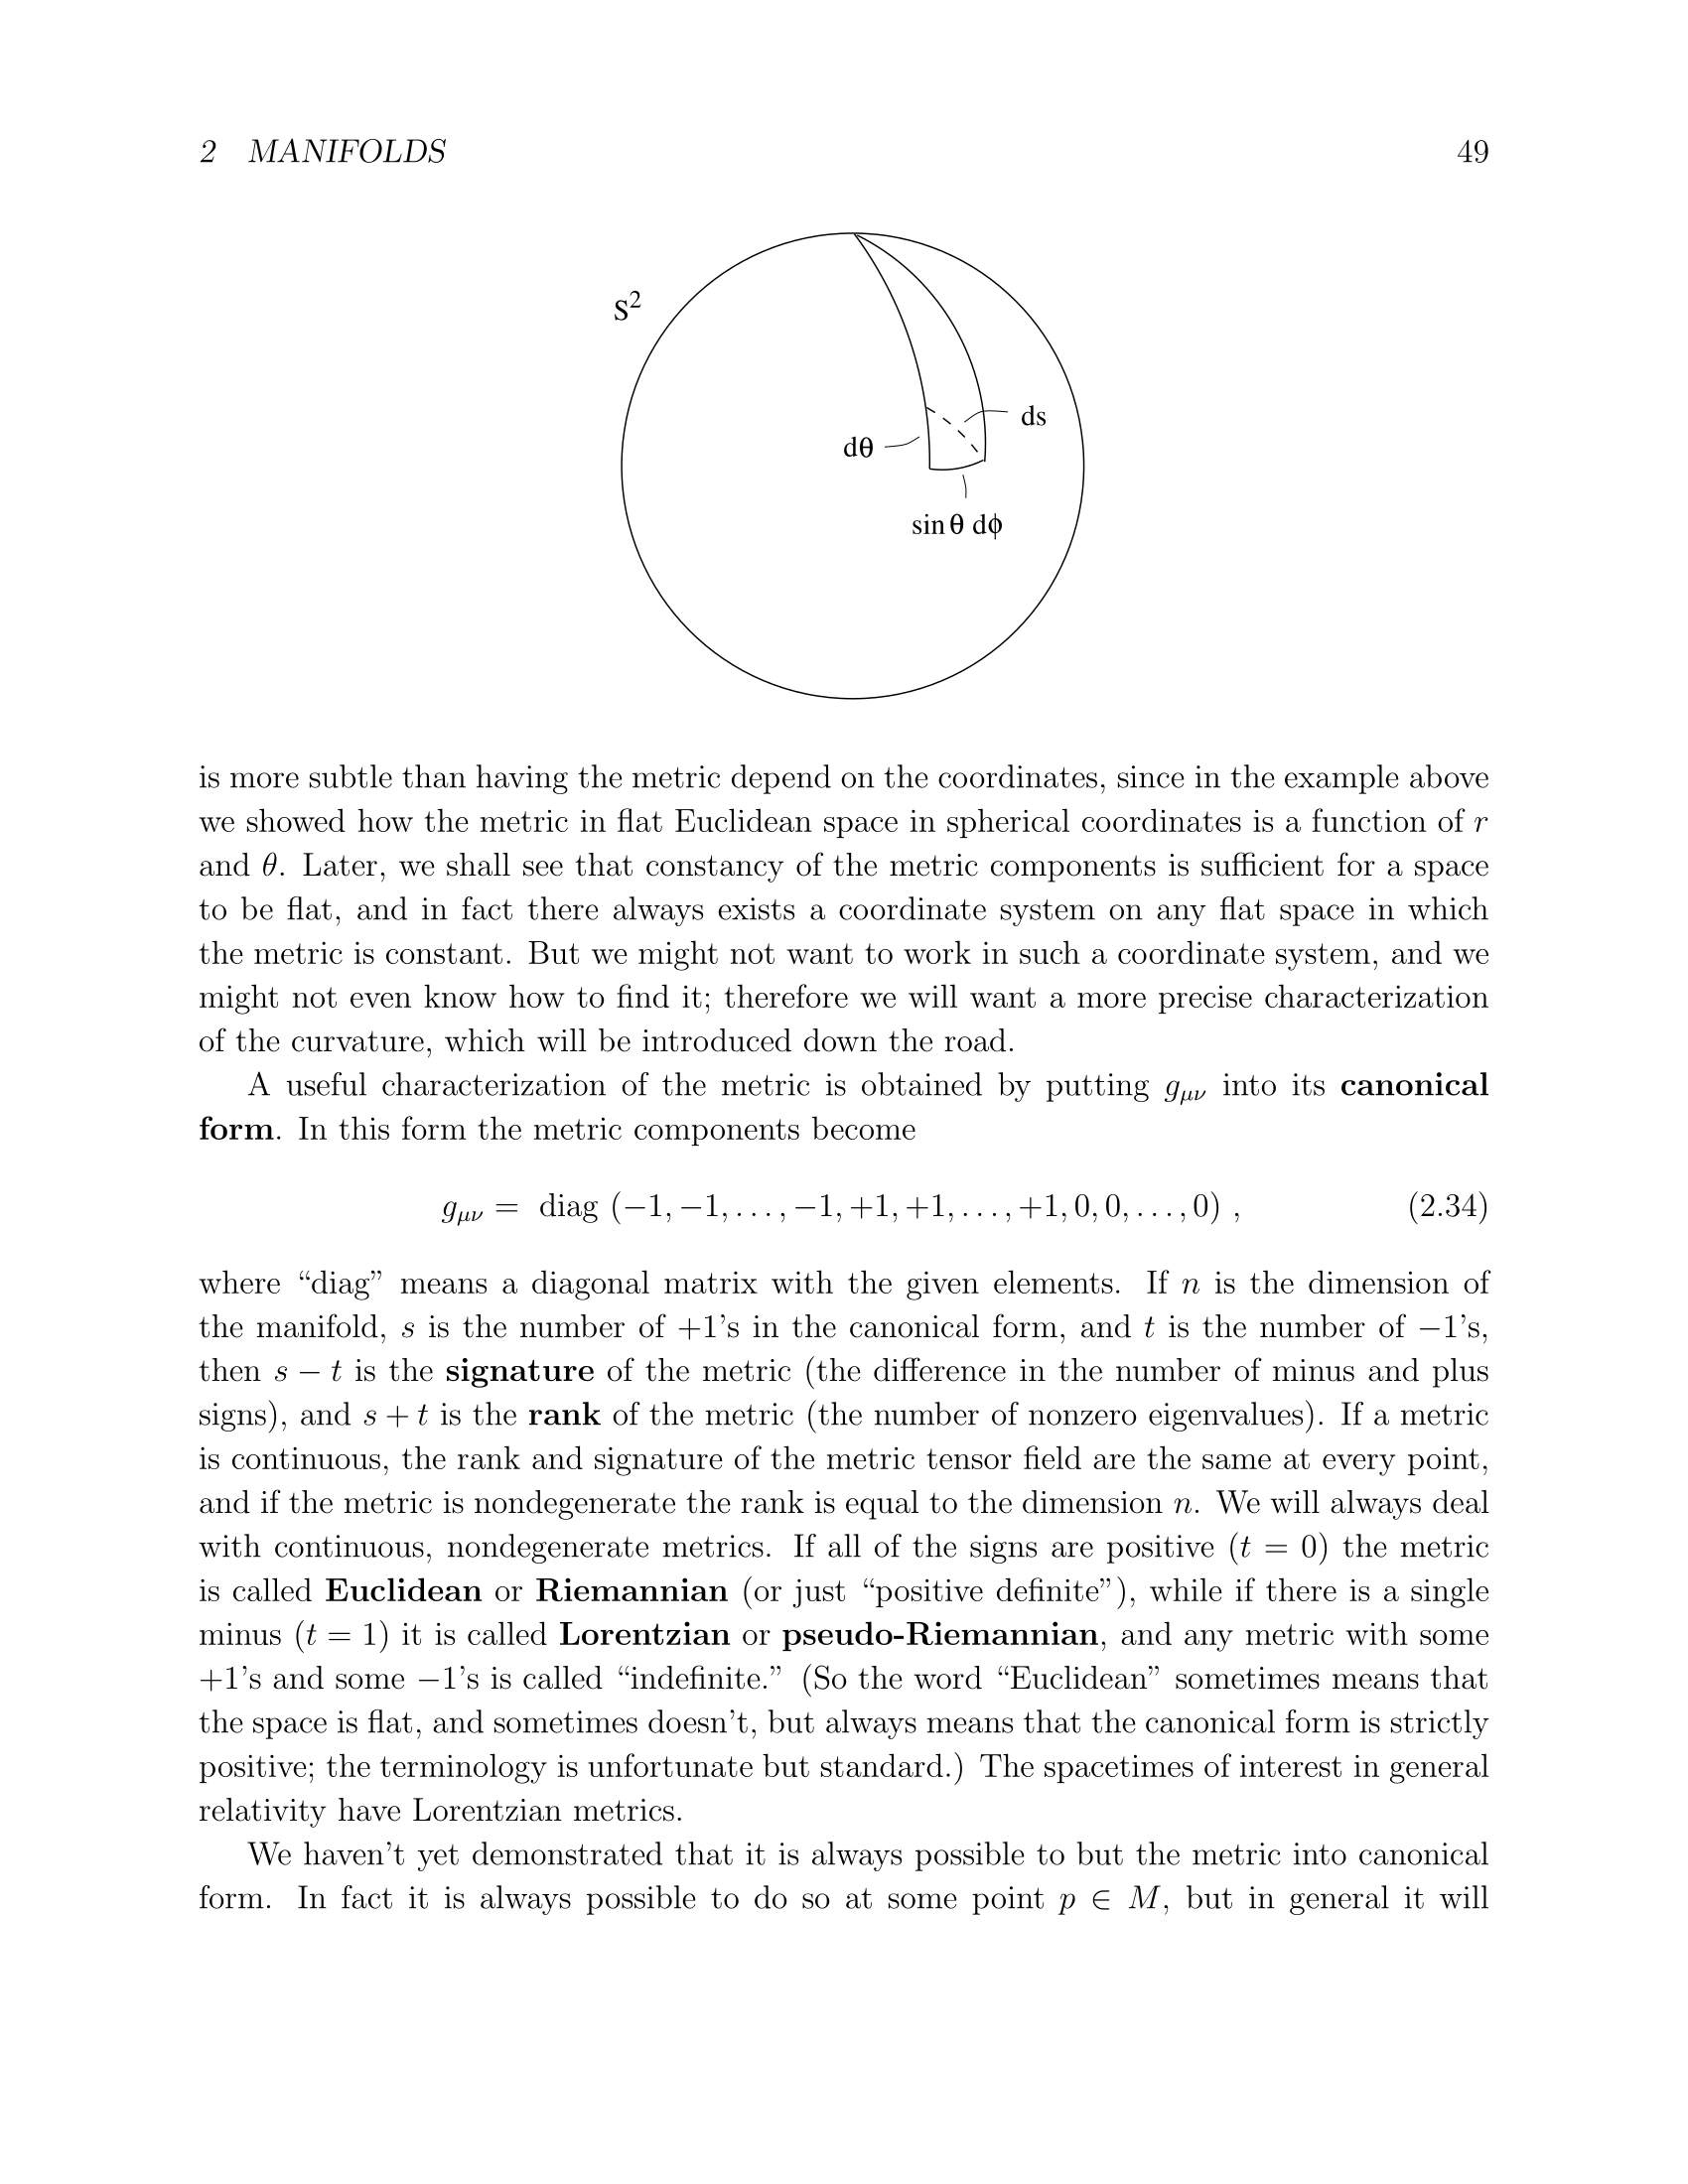 2 MANIFOLDS 49
S²
ds
dθ
sin θ dϕ
is more subtle than having the metric depend on the coordinates, since in the example above
we showed how the metric in flat Euclidean space in spherical coordinates is a function of r
and θ. Later, we shall see that constancy of the metric components is sufficient for a space
to be flat, and in fact there always exists a coordinate system on any flat space in which
the metric is constant. But we might not want to work in such a coordinate system, and we
might not even know how to find it; therefore we will want a more precise characterization
of the curvature, which will be introduced down the road.
A useful characterization of the metric is obtained by putting gμν into its canonical
form. In this form the metric components become
gμν = diag (−1, −1, . . . , −1, +1, +1, . . . , +1, 0, 0, . . . , 0) , (2.34)
where “diag” means a diagonal matrix with the given elements. If n is the dimension of
the manifold, s is the number of +1’s in the canonical form, and t is the number of −1’s,
then s − t is the signature of the metric (the difference in the number of minus and plus
signs), and s + t is the rank of the metric (the number of nonzero eigenvalues). If a metric
is continuous, the rank and signature of the metric tensor field are the same at every point,
and if the metric is nondegenerate the rank is equal to the dimension n. We will always deal
with continuous, nondegenerate metrics. If all of the signs are positive (t = 0) the metric
is called Euclidean or Riemannian (or just “positive definite”), while if there is a single
minus (t = 1) it is called Lorentzian or pseudo-Riemannian, and any metric with some
+1’s and some −1’s is called “indefinite.” (So the word “Euclidean” sometimes means that
the space is flat, and sometimes doesn’t, but always means that the canonical form is strictly
positive; the terminology is unfortunate but standard.) The spacetimes of interest in general
relativity have Lorentzian metrics.
We haven’t yet demonstrated that it is always possible to but the metric into canonical
form. In fact it is always possible to do so at some point p ∈ M, but in general it will